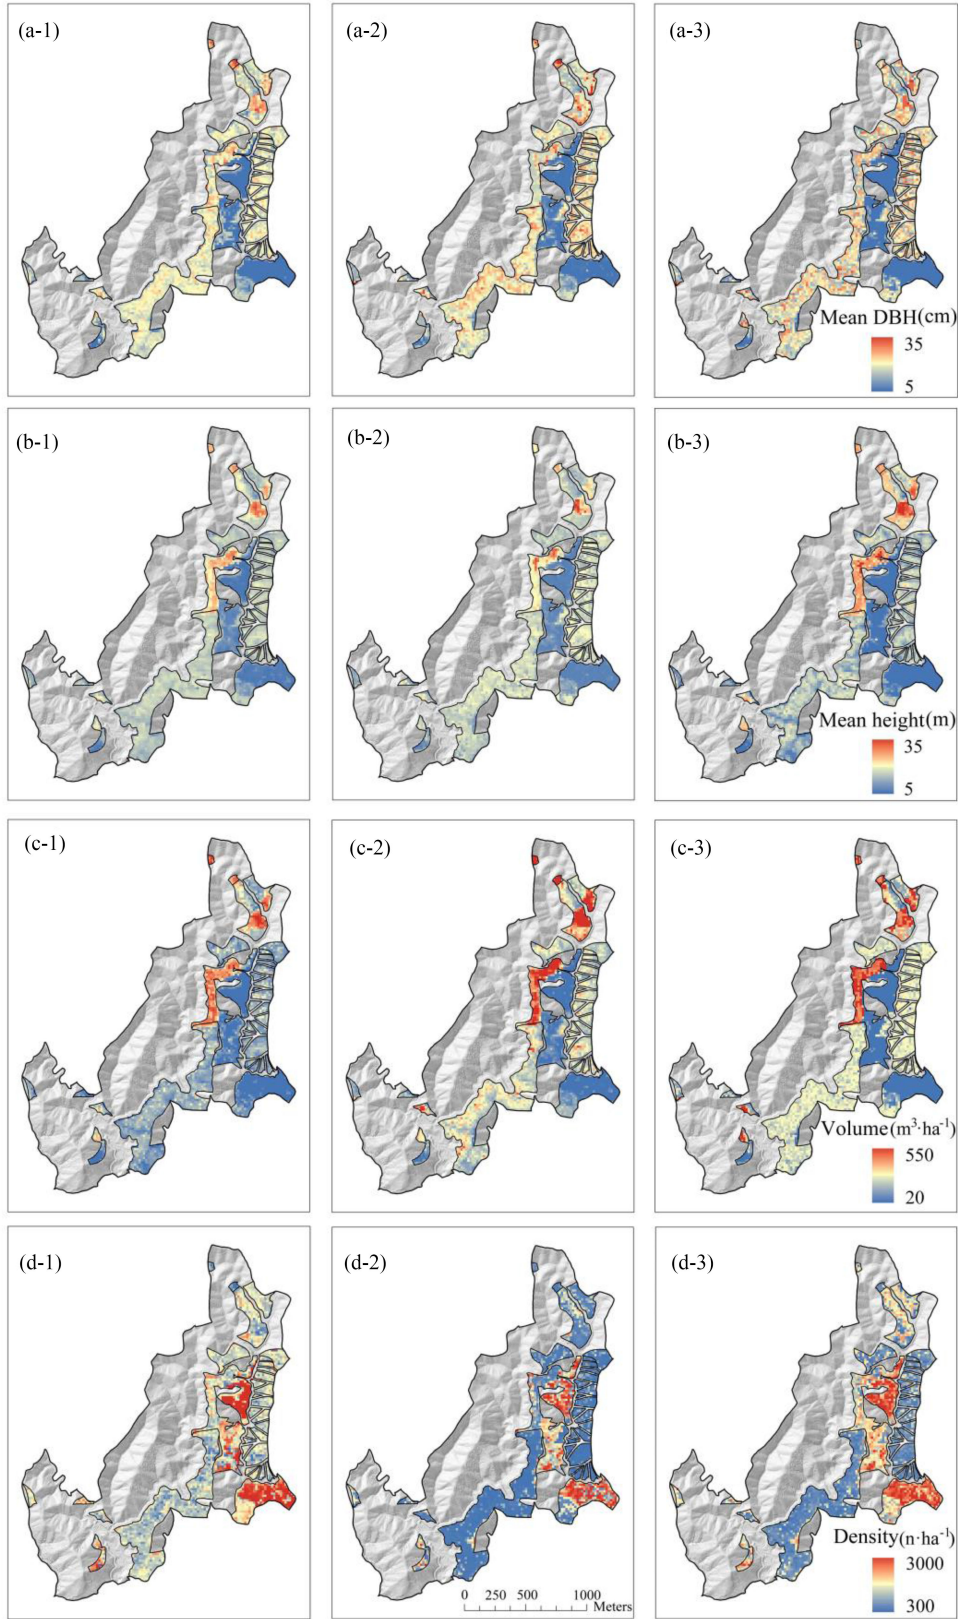 (a-1)
(a-2)
(a-3)
Mean DBH(cm)
35
5
(b-1)
(b-2)
(b-3)
Mean height(m)
35
5
(c-1)
(c-2)
(c-3)
Volume(m³·ha⁻¹)
550
20
(d-1)
(d-2)
(d-3)
Density(n·ha⁻¹)
3000
300
0 250 500 1000
Meters